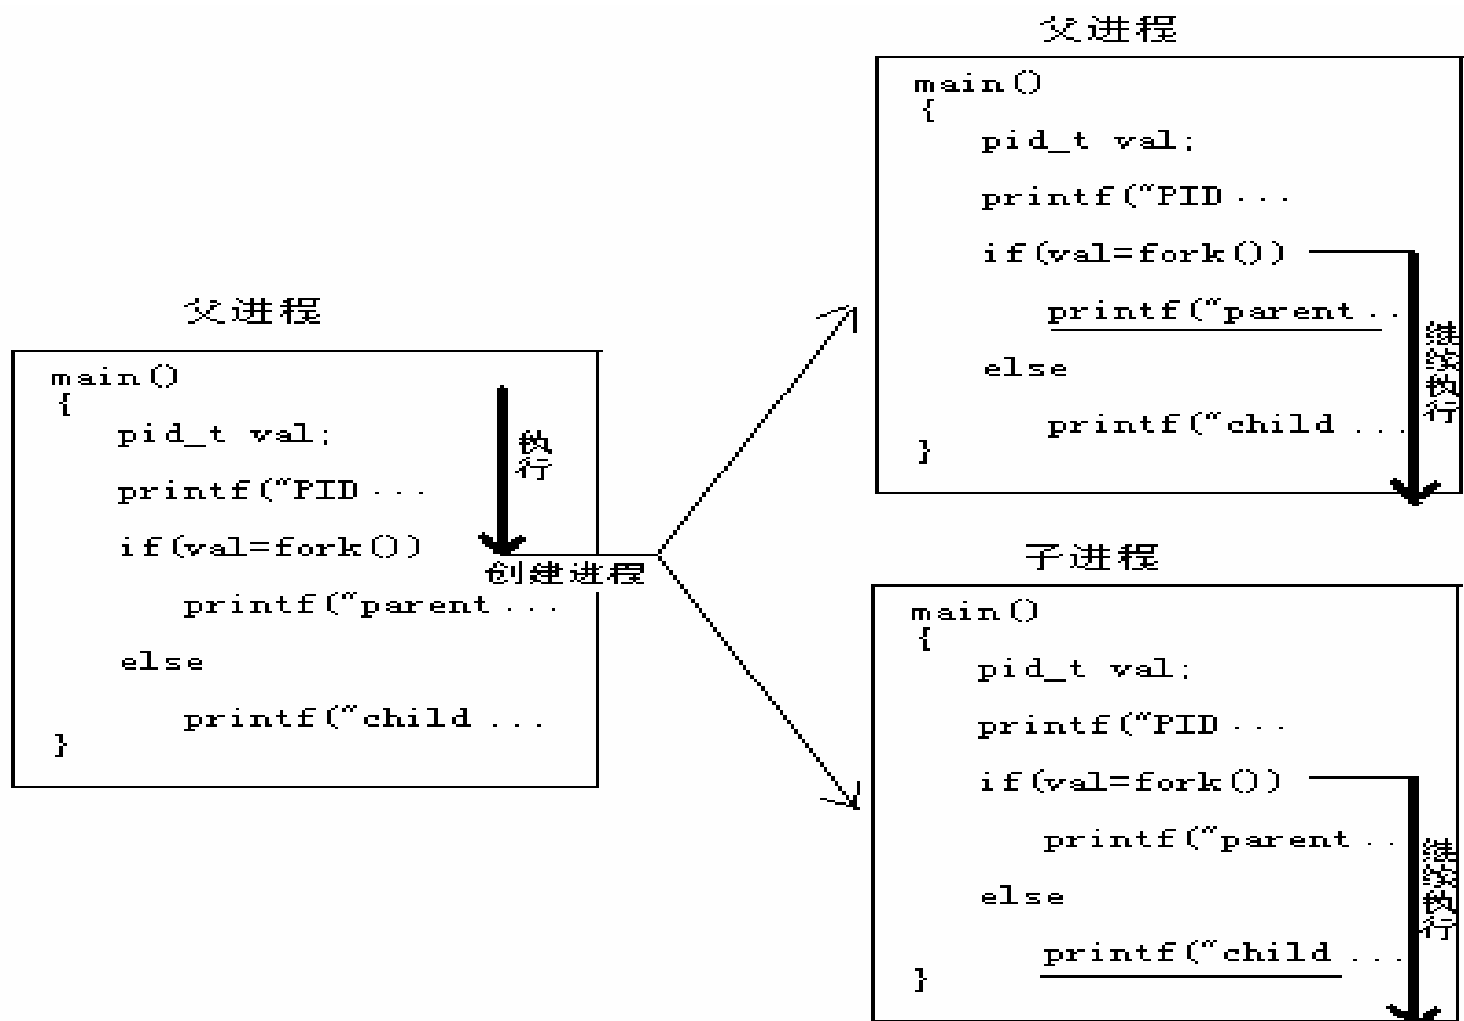 父进程
main()
{
pid_t val;
printf("PID ...
if(val=fork())
printf("parent ...
else
printf("child ...
}
执行
创建进程
父进程
main()
{
pid_t val;
printf("PID ...
if(val=fork())
printf("parent ..
else
printf("child ...
}
继续执行
子进程
main()
{
pid_t val;
printf("PID ...
if(val=fork())
printf("parent ..
else
printf("child ...
}
继续执行